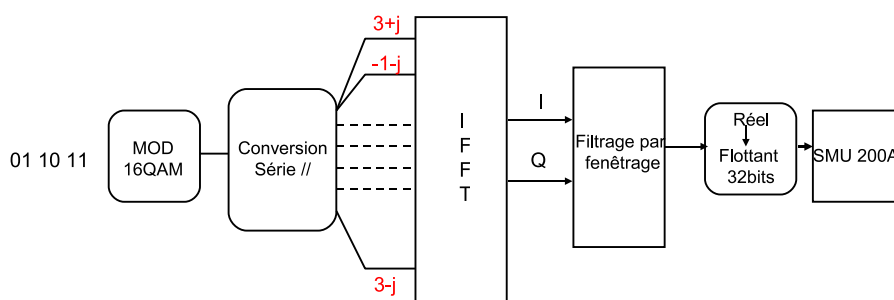 01 10 11
MOD
16QAM
Conversion
Série //
3+j
-1-j
3-j
I
F
F
T
I
Q
Filtrage par
fenêtrage
Réel
Flottant
32bits
SMU 200A